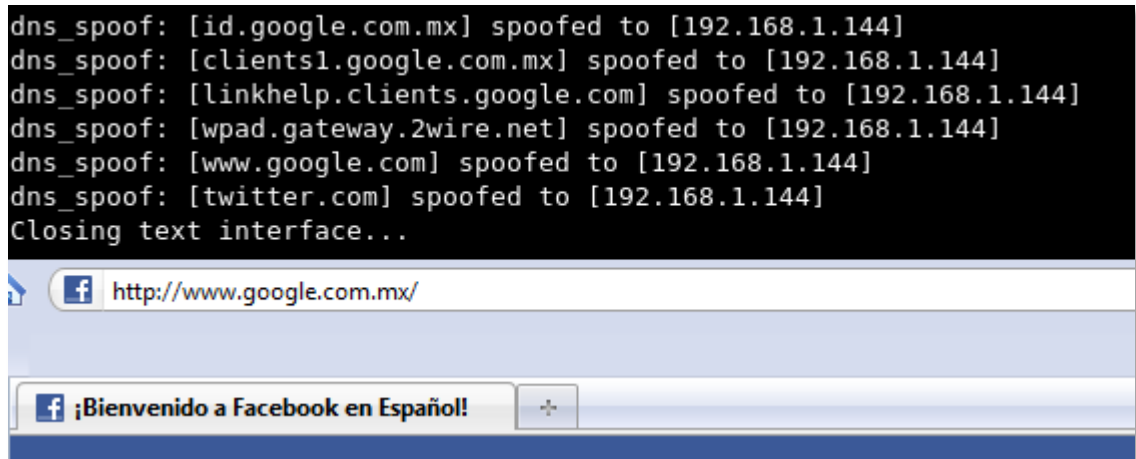 dns_spoof: [id.google.com.mx] spoofed to [192.168.1.144]
dns_spoof: [clients1.google.com.mx] spoofed to [192.168.1.144]
dns_spoof: [linkhelp.clients.google.com] spoofed to [192.168.1.144]
dns_spoof: [wpad.gateway.2wire.net] spoofed to [192.168.1.144]
dns_spoof: [www.google.com] spoofed to [192.168.1.144]
dns_spoof: [twitter.com] spoofed to [192.168.1.144]
Closing text interface...
http://www.google.com.mx/
¡Bienvenido a Facebook en Español!